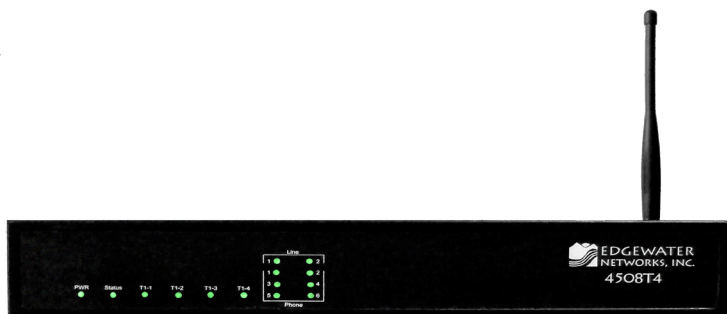 EDGEWATER
NETWORKS, INC.
4508T4
Line
1 2
1 2
3 4
5 6
Phone
PWR Status T1-1 T1-2 T1-3 T1-4